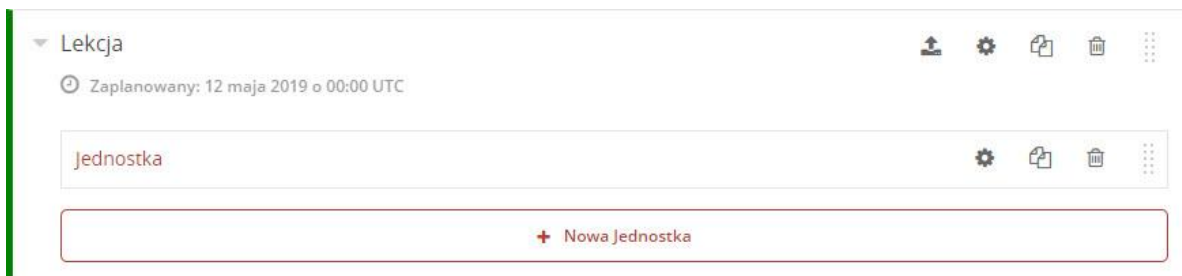 Lekcja
Zaplanowany: 12 maja 2019 o 00:00 UTC
Jednostka
+ Nowa Jednostka